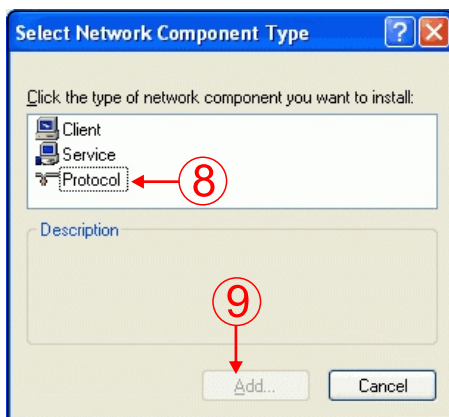 Select Network Component Type
Click the type of network component you want to install:
Client
Service
Protocol
8
Description
9
Add...
Cancel